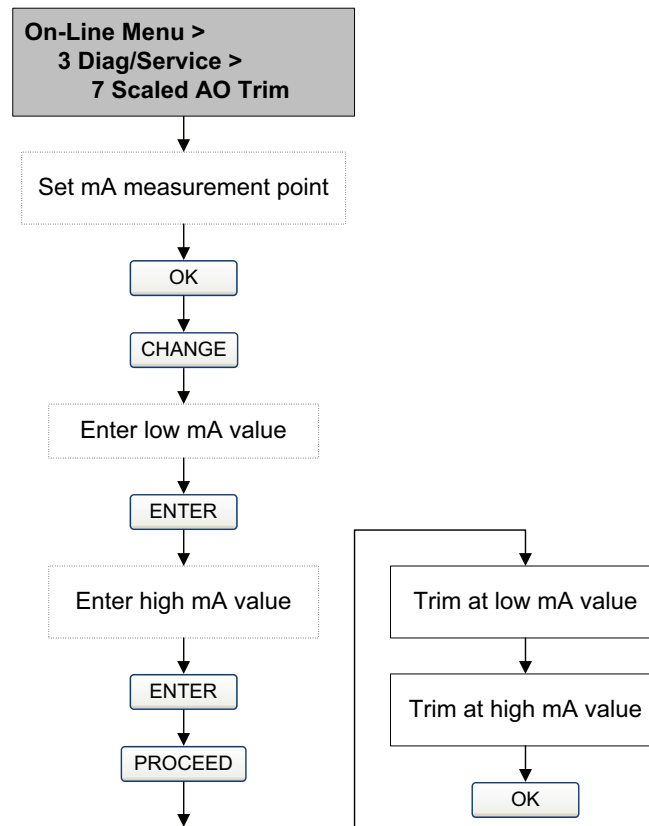 On-Line Menu >
3 Diag/Service >
7 Scaled AO Trim
Set mA measurement point
OK
CHANGE
Enter low mA value
ENTER
Enter high mA value
ENTER
PROCEED
Trim at low mA value
Trim at high mA value
OK